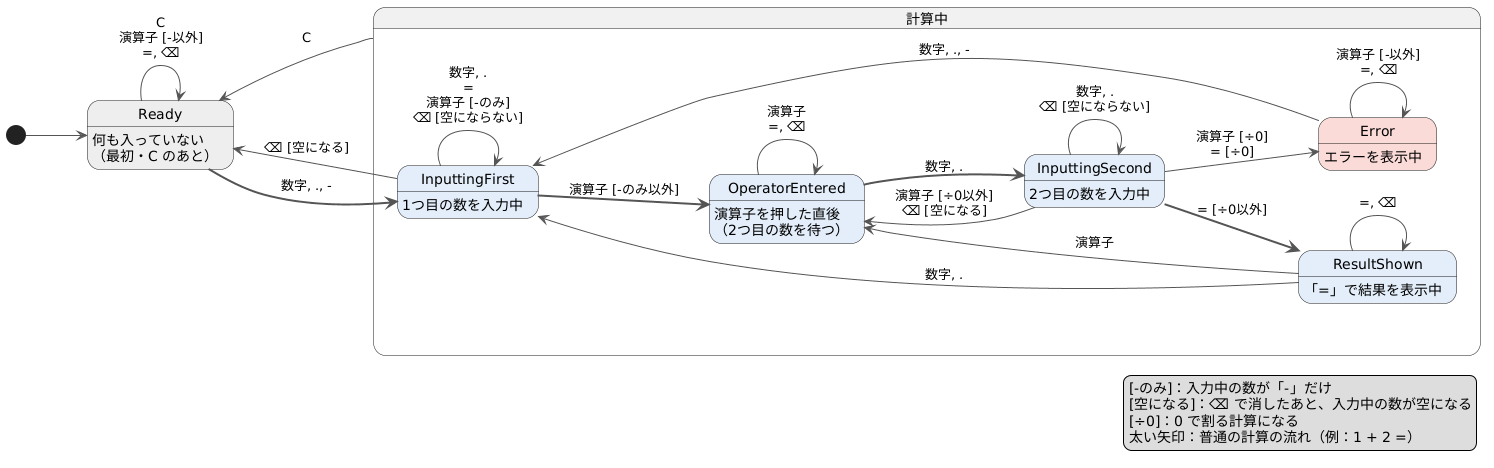 計算中
C
演算子 [-以外]
=, ⌫
C
Ready
何も入っていない
（最初・C のあと）
⌫ [空になる]
数字, ., -
数字, .
=
演算子 [-のみ]
⌫ [空にならない]
InputtingFirst
1つ目の数を入力中
演算子 [-のみ以外]
演算子
=, ⌫
OperatorEntered
演算子を押した直後
（2つ目の数を待つ）
数字, .
演算子 [÷0以外]
⌫ [空になる]
数字, .
⌫ [空にならない]
InputtingSecond
2つ目の数を入力中
数字, ., -
演算子 [÷0]
= [÷0]
演算子 [-以外]
=, ⌫
Error
エラーを表示中
= [÷0以外]
=, ⌫
ResultShown
「=」で結果を表示中
演算子
数字, .
[-のみ]：入力中の数が「-」だけ
[空になる]：⌫ で消したあと、入力中の数が空になる
[÷0]：0 で割る計算になる
太い矢印：普通の計算の流れ（例：1 + 2 =）